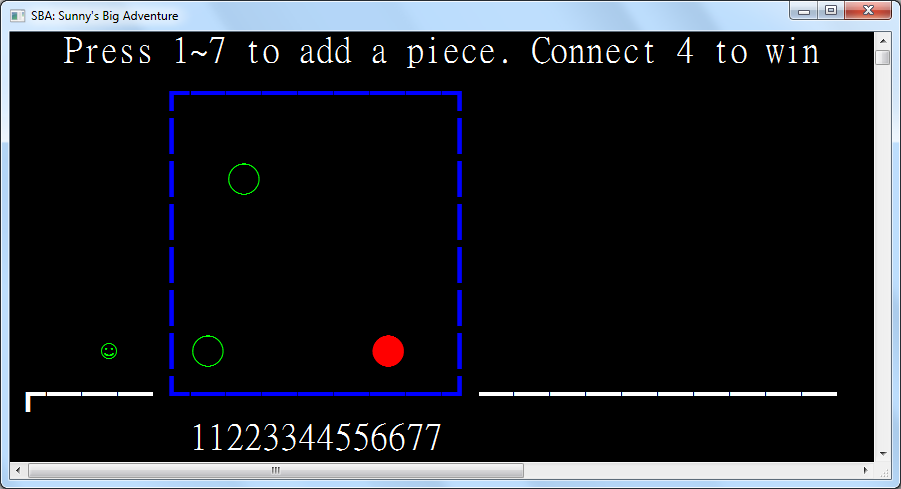 SBA: Sunny's Big Adventure
Press 1~7 to add a piece. Connect 4 to win
11223344556677